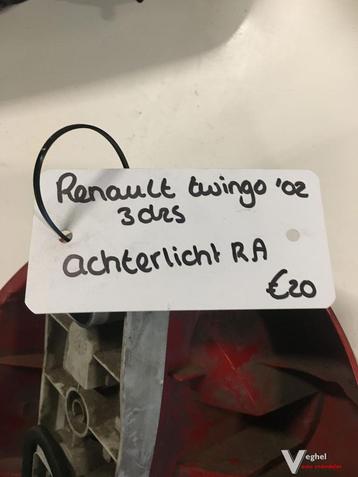 Renault twingo '02
3drs
achterlicht RA
€20
Veghel